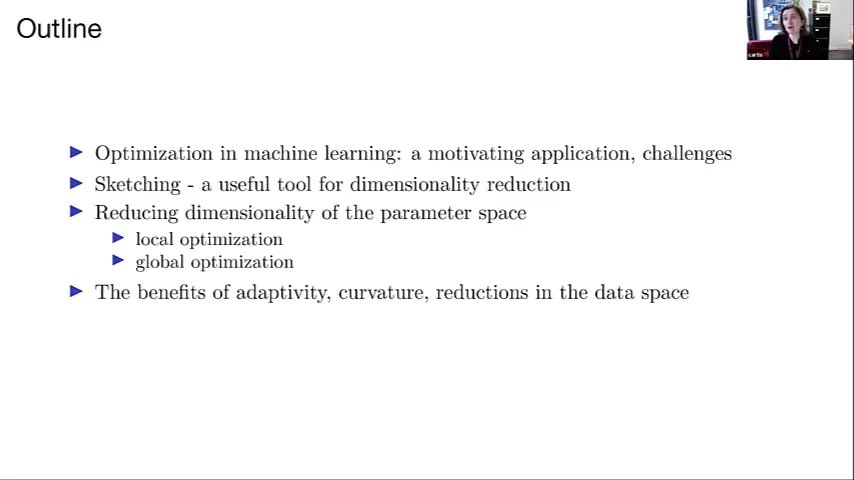 Outline
cartis
Optimization in machine learning: a motivating application, challenges
Sketching - a useful tool for dimensionality reduction
Reducing dimensionality of the parameter space
local optimization
global optimization
The benefits of adaptivity, curvature, reductions in the data space